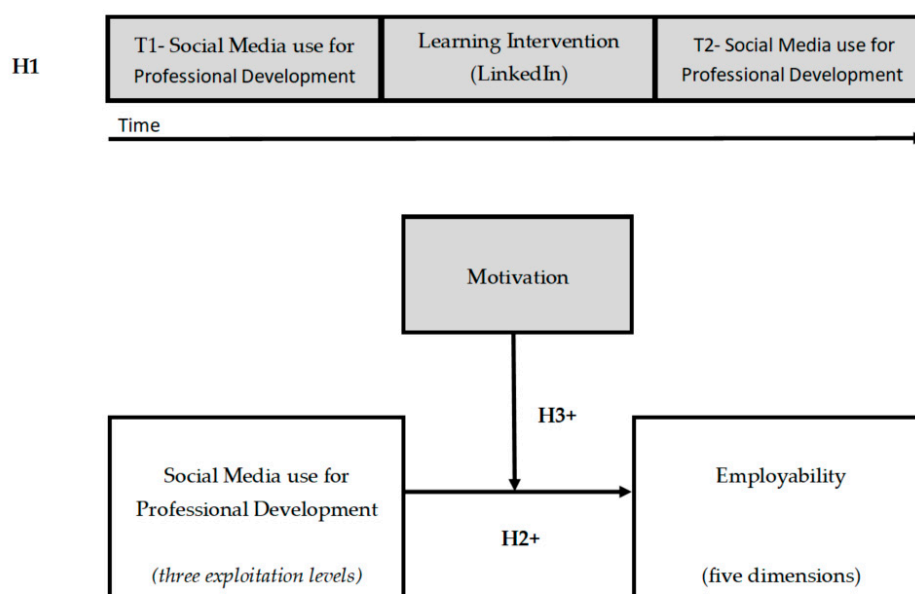 H1
T1- Social Media use for
Professional Development
Learning Intervention
(LinkedIn)
T2- Social Media use for
Professional Development
Time
Motivation
H3+
Social Media use for
Professional Development
(three exploitation levels)
H2+
Employability
(five dimensions)